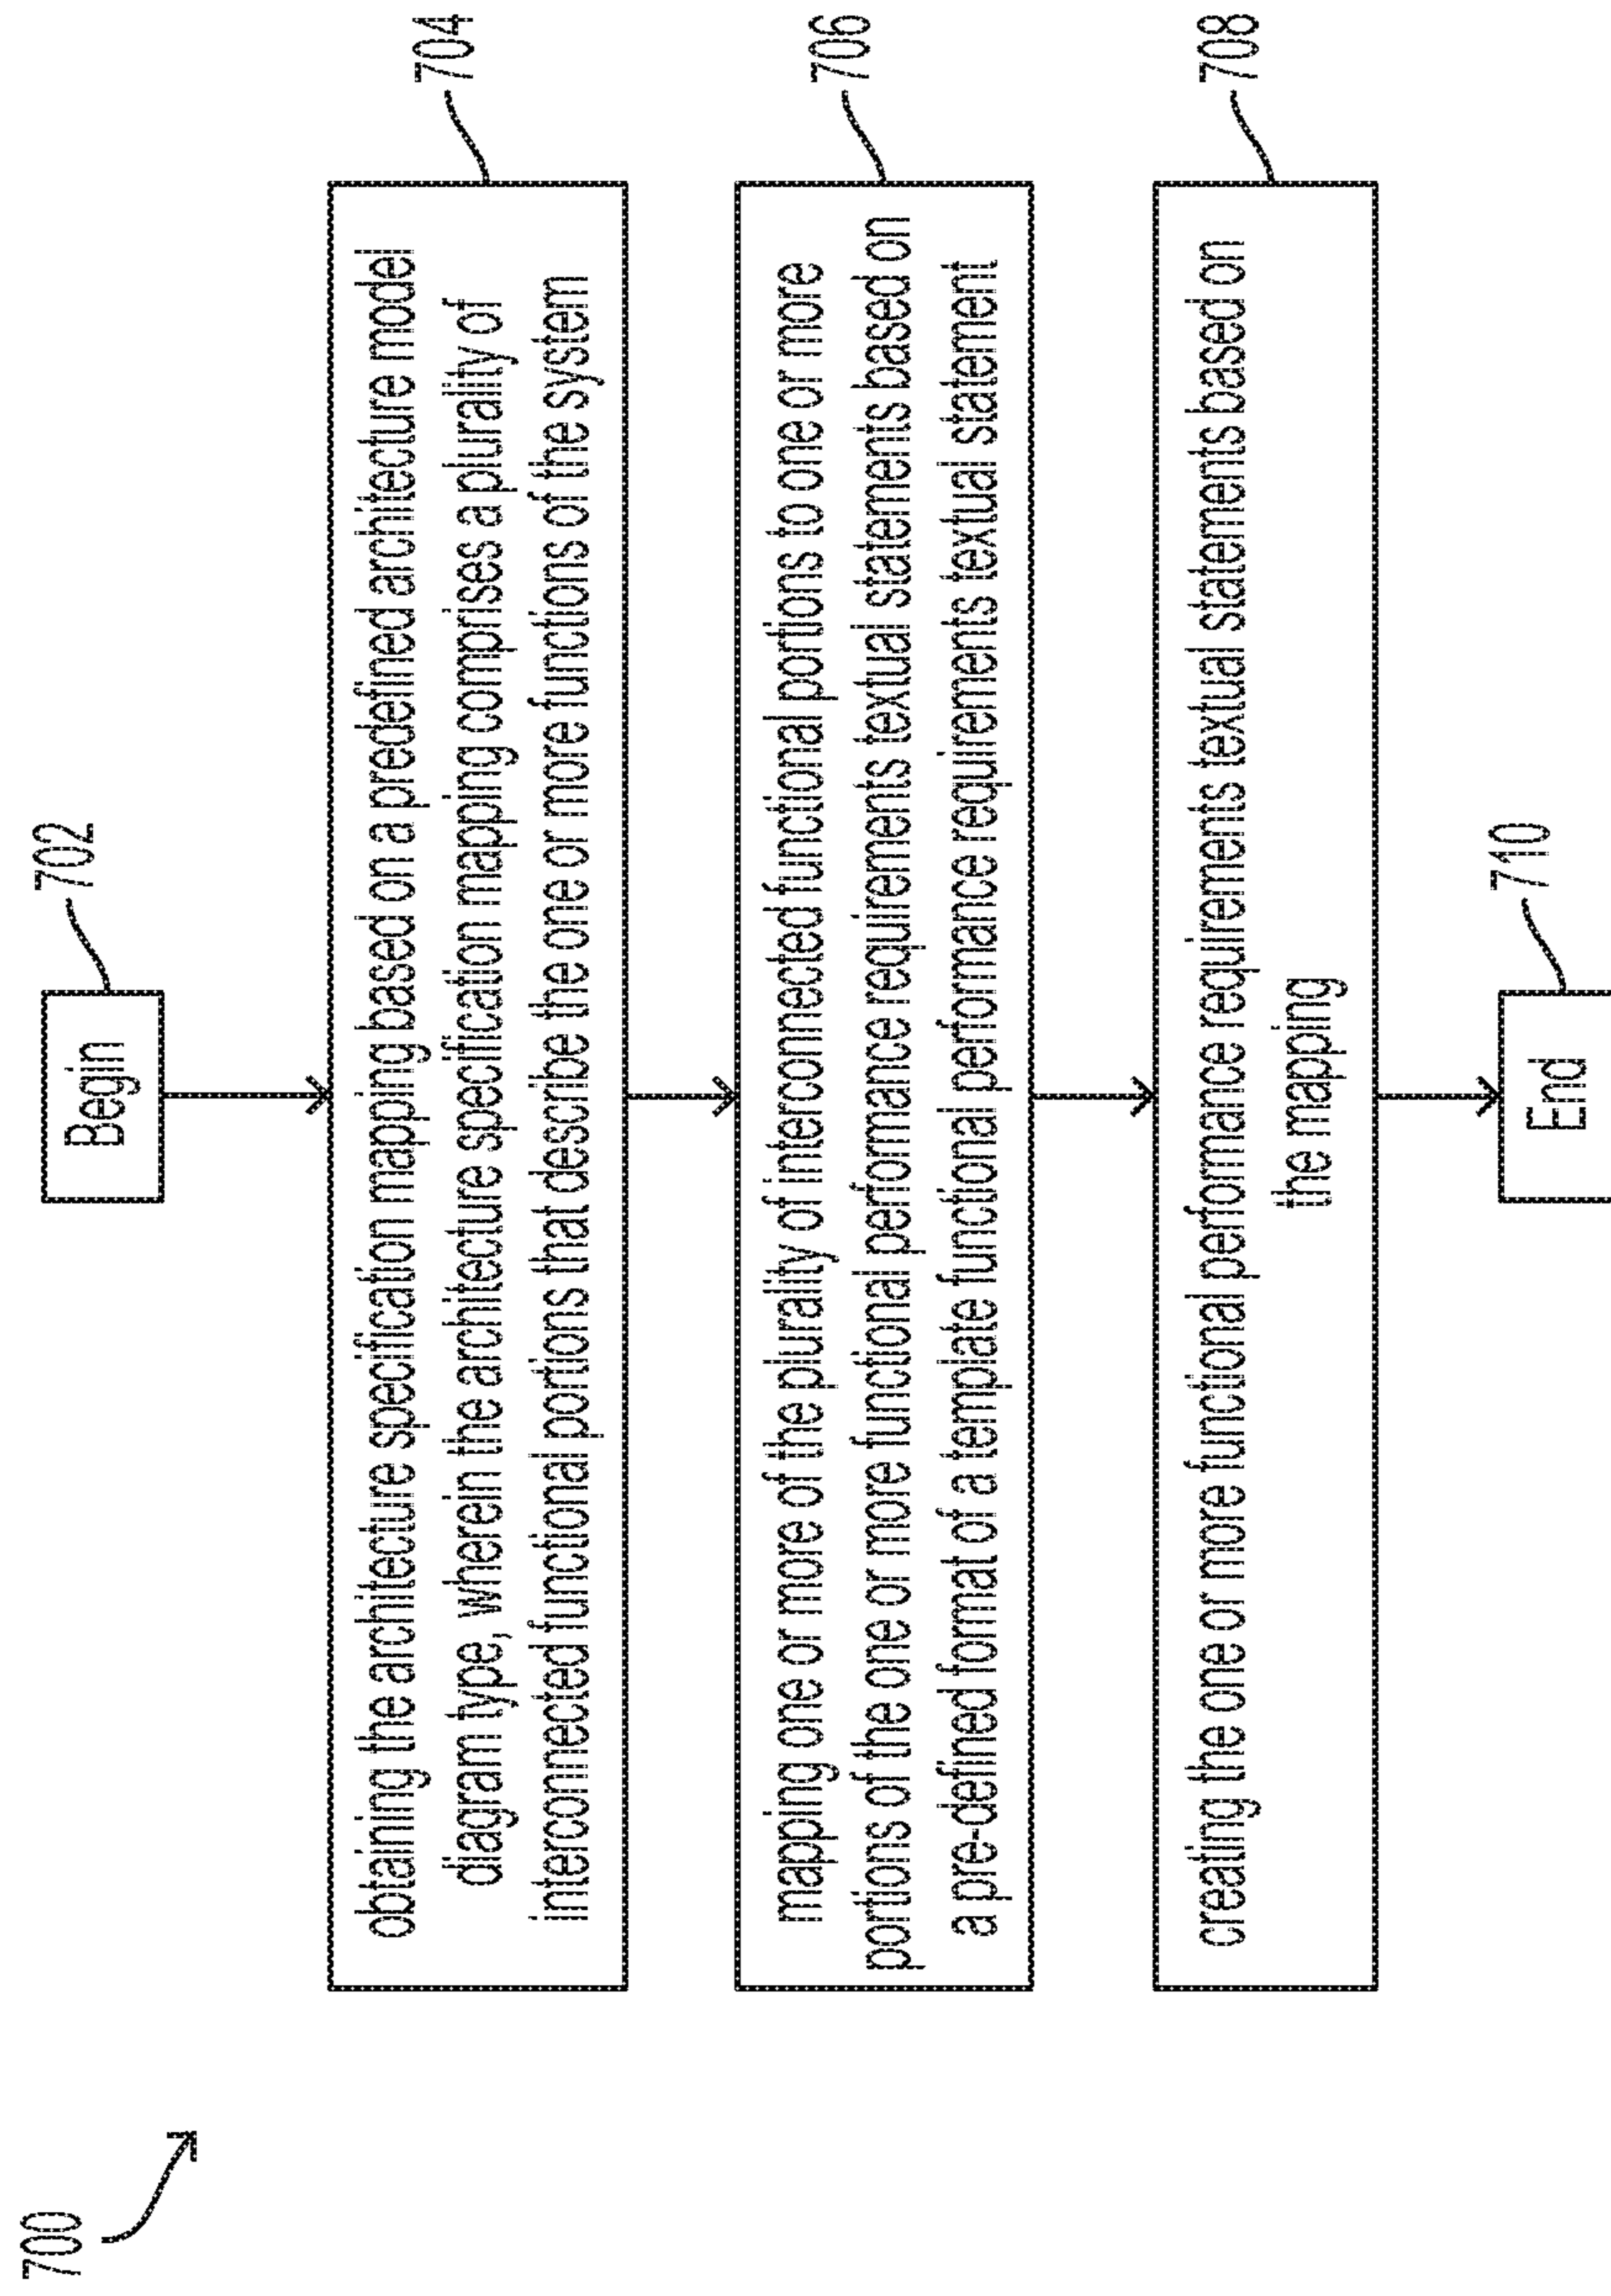 700
702
Begin
704
obtaining the architecture specification mapping based on a predefined architecture model
diagram type, wherein the architecture specification mapping comprises a plurality of
interconnected functional portions that describe the one or more functions of the system
706
mapping one or more of the plurality of interconnected functional portions to one or more
portions of the one or more functional performance requirements textual statements based on
a pre-defined format of a template functional performance requirements textual statement
708
creating the one or more functional performance requirements textual statements based on
the mapping
710
End